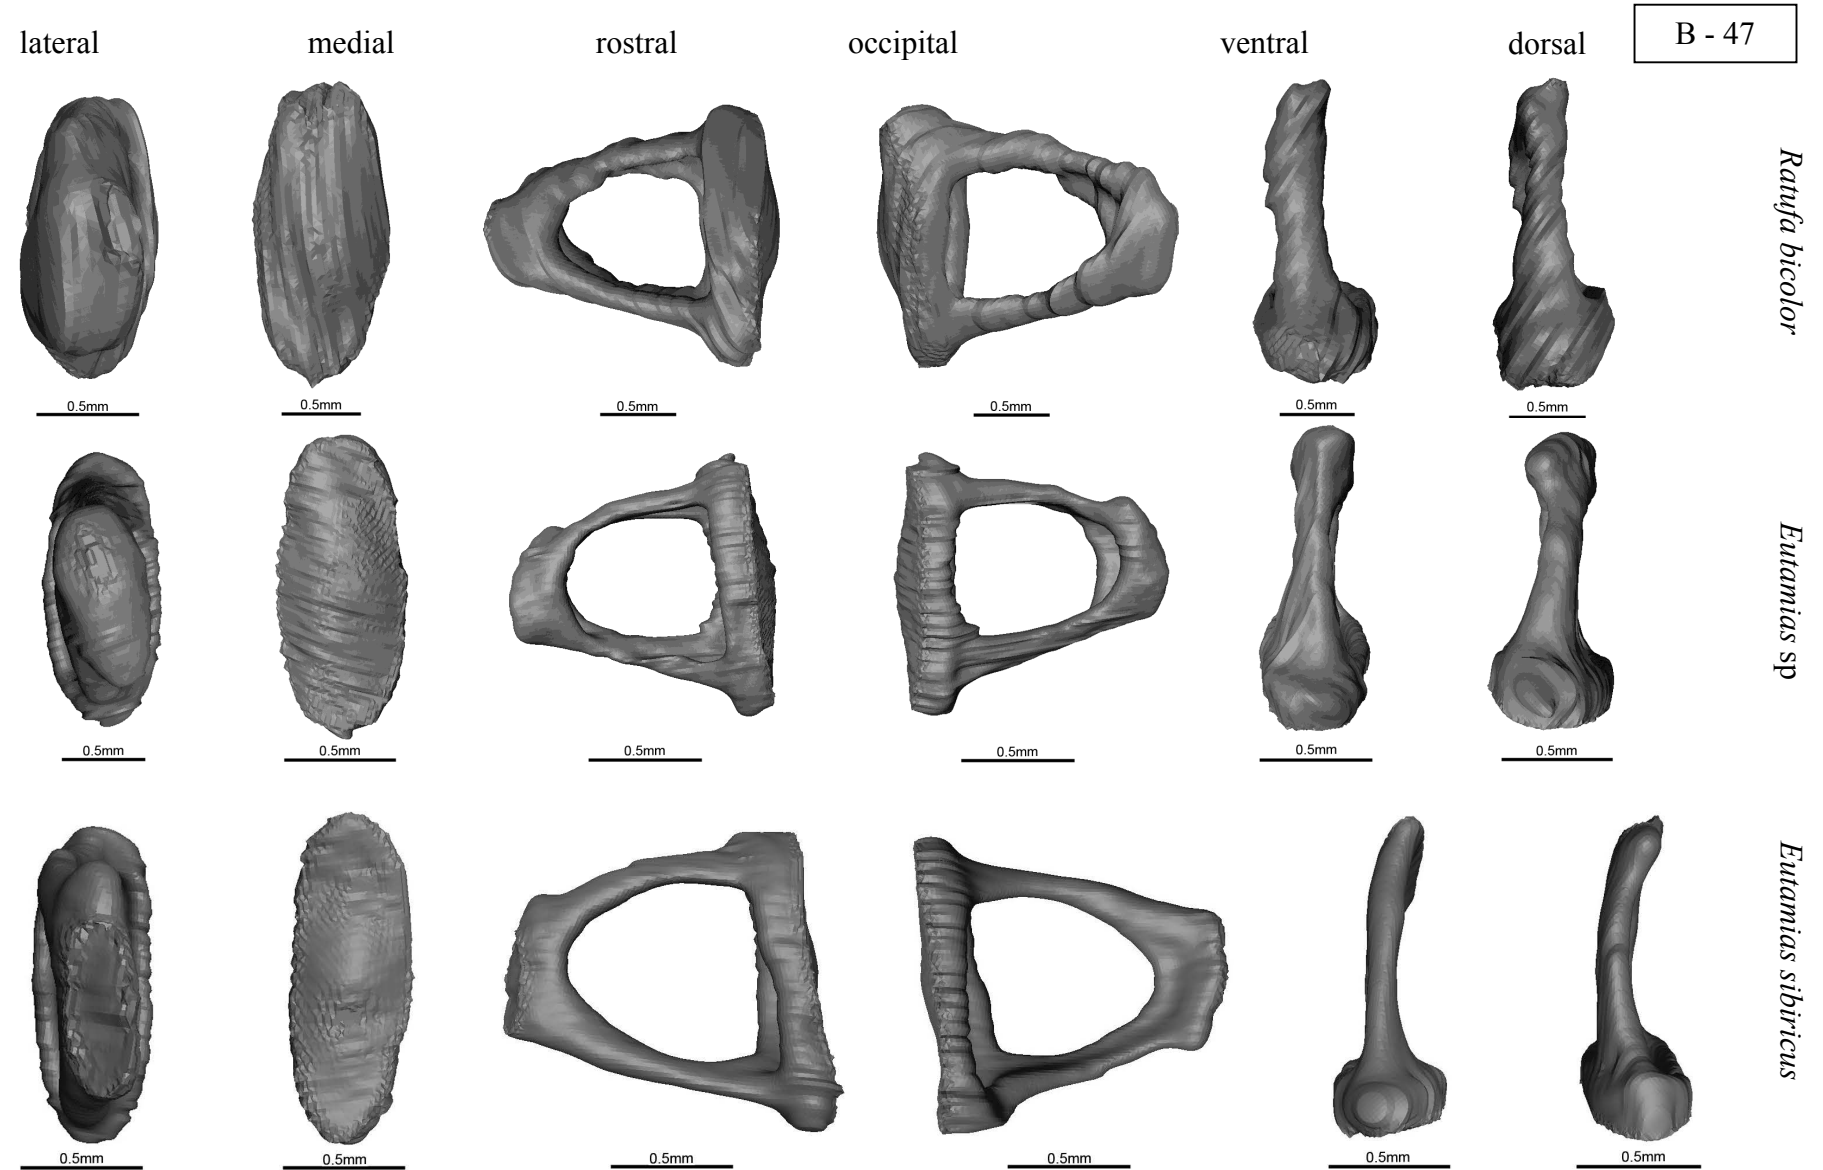 lateral medial rostral occipital ventral dorsal B - 47
Ratufa bicolor
0.5mm 0.5mm 0.5mm 0.5mm 0.5mm 0.5mm
Eutamias sp
0.5mm 0.5mm 0.5mm 0.5mm 0.5mm 0.5mm
Eutamias sibiricus
0.5mm 0.5mm 0.5mm 0.5mm 0.5mm 0.5mm